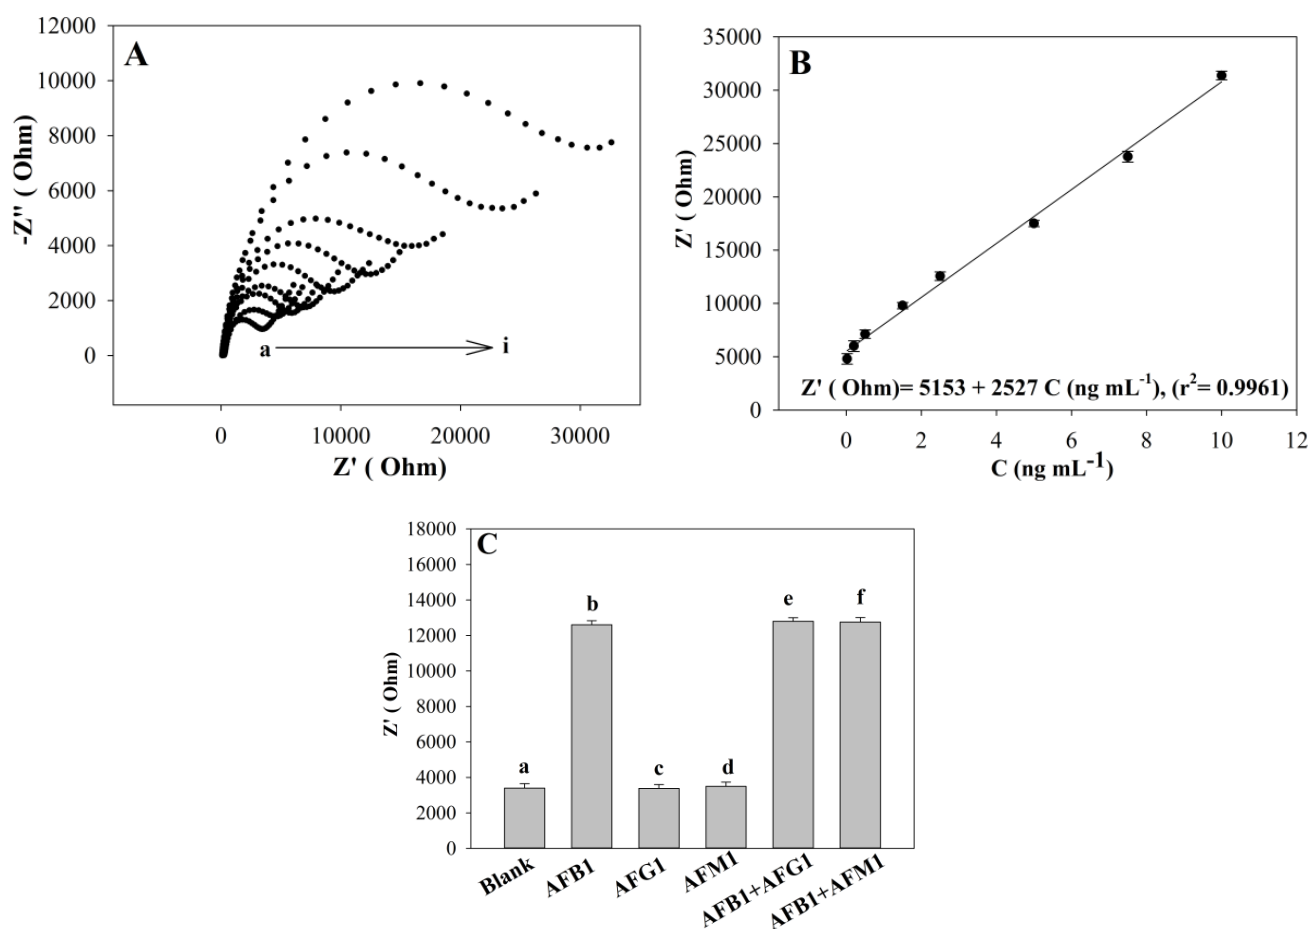 A
12000
10000
8000
6000
4000
2000
0
-Z" ( Ohm)
a
i
0 10000 20000 30000
Z' ( Ohm)
B
35000
30000
25000
20000
15000
10000
5000
0
Z' ( Ohm)
Z' ( Ohm)= 5153 + 2527 C (ng mL⁻¹), (r²= 0.9961)
0 2 4 6 8 10 12
C (ng mL⁻¹)
C
18000
16000
14000
12000
10000
8000
6000
4000
2000
0
Z' ( Ohm)
a b c d e f
Blank AFB1 AFG1 AFM1 AFB1+AFG1 AFB1+AFM1